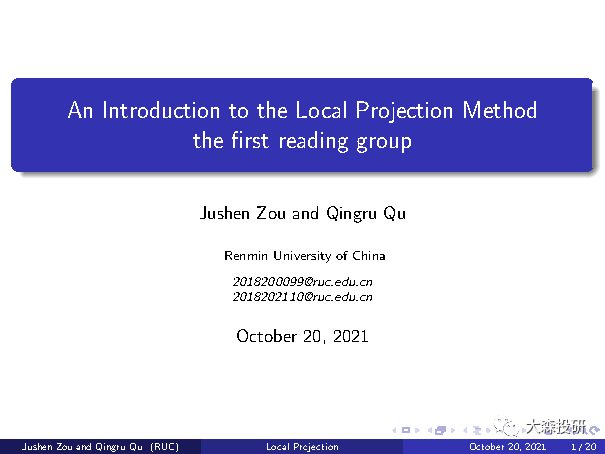 An Introduction to the Local Projection Method
the first reading group
Jushen Zou and Qingru Qu
Renmin University of China
2018200099@ruc.edu.cn
2018202110@ruc.edu.cn
October 20, 2021
大森投研
Jushen Zou and Qingru Qu (RUC)
Local Projection
October 20, 2021
1 / 20